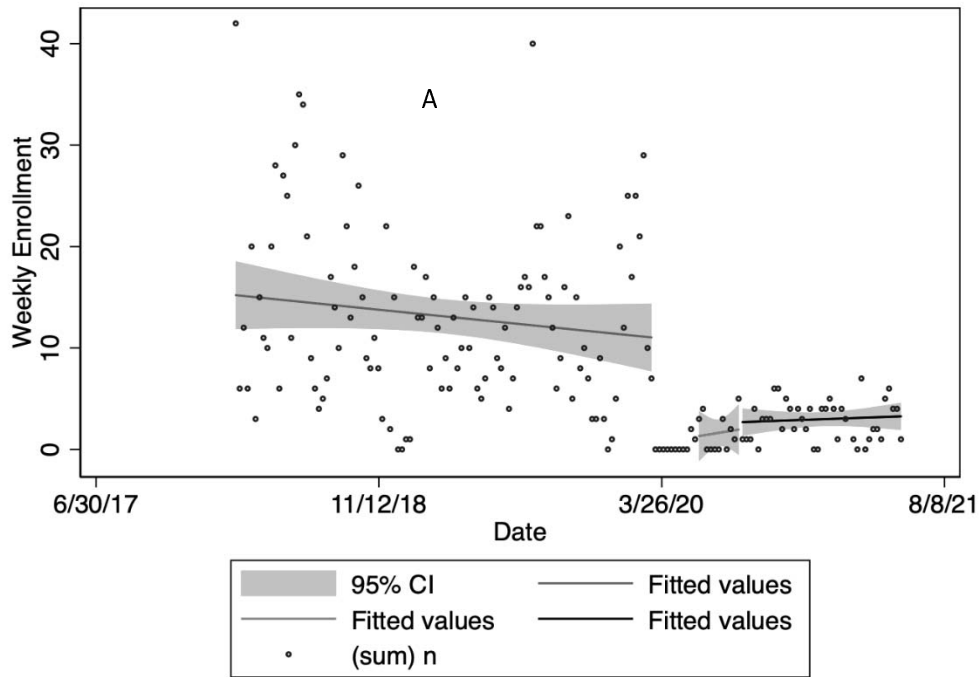 40
A
30
Weekly Enrollment
20
10
0
6/30/17 11/12/18 3/26/20 8/8/21
Date
95% CI Fitted values
Fitted values Fitted values
(sum) n